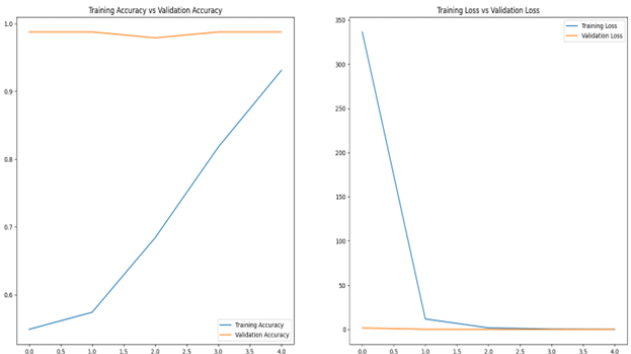 Training Accuracy vs Validation Accuracy
1.0
0.9
0.8
0.7
0.6
0.0 0.5 1.0 1.5 2.0 2.5 3.0 3.5 4.0
Training Accuracy
Validation Accuracy
Training Loss vs Validation Loss
350
300
250
200
150
100
50
0
0.0 0.5 1.0 1.5 2.0 2.5 3.0 3.5 4.0
Training Loss
Validation Loss